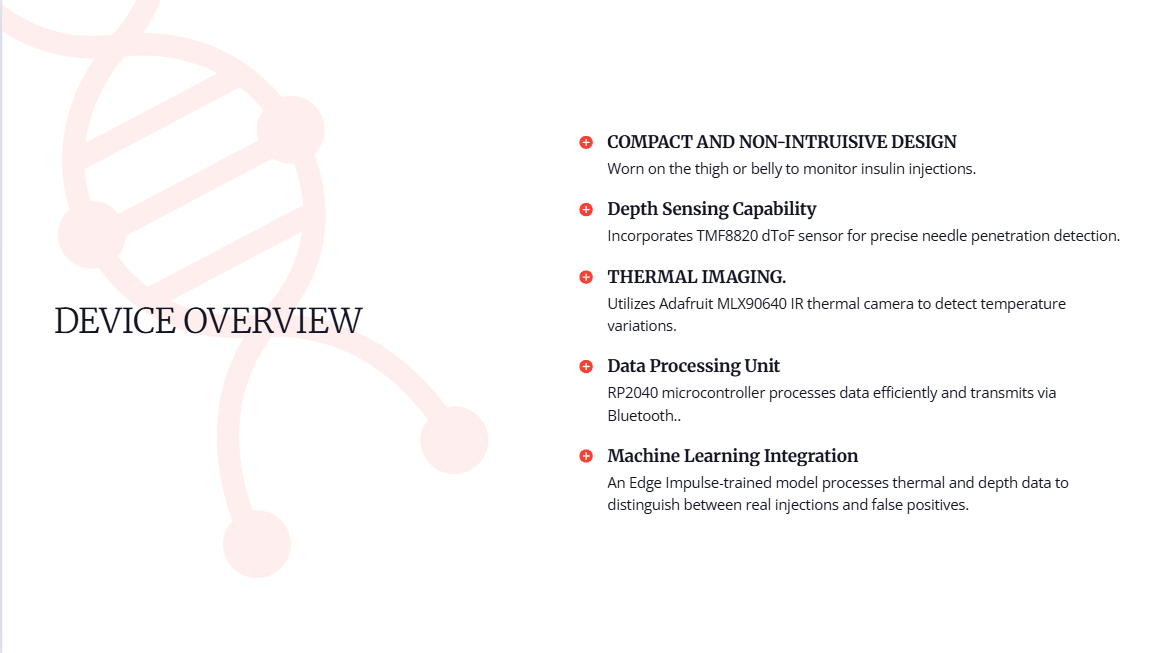 DEVICE OVERVIEW
COMPACT AND NON-INTRUISIVE DESIGN
Worn on the thigh or belly to monitor insulin injections.
Depth Sensing Capability
Incorporates TMF8820 dToF sensor for precise needle penetration detection.
THERMAL IMAGING.
Utilizes Adafruit MLX90640 IR thermal camera to detect temperature
variations.
Data Processing Unit
RP2040 microcontroller processes data efficiently and transmits via
Bluetooth..
Machine Learning Integration
An Edge Impulse-trained model processes thermal and depth data to
distinguish between real injections and false positives.